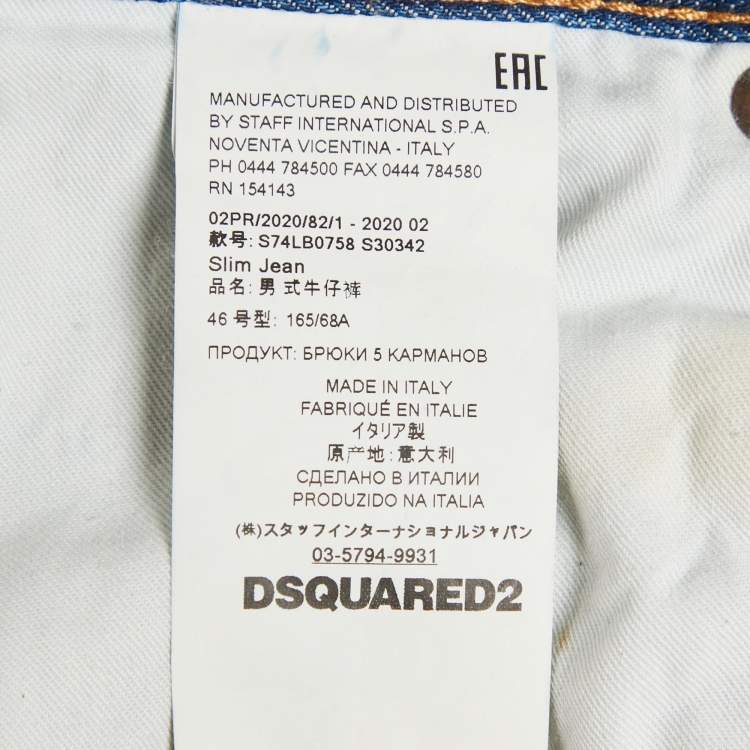 EAC
MANUFACTURED AND DISTRIBUTED
BY STAFF INTERNATIONAL S.P.A.
NOVENTA VICENTINA - ITALY
PH 0444 784500 FAX 0444 784580
RN 154143
02PR/2020/82/1 - 2020 02
款号: S74LB0758 S30342
Slim Jean
品名: 男 式牛仔裤
46 号型: 165/68A
ПРОДУКТ: БРЮКИ 5 КАРМАНОВ
MADE IN ITALY
FABRIQUÉ EN ITALIE
イタリア製
原产地: 意大利
СДЕЛАНО В ИТАЛИИ
PRODUZIDO NA ITALIA
(株)スタッフインターナショナルジャパン
03-5794-9931
DSQUARED2